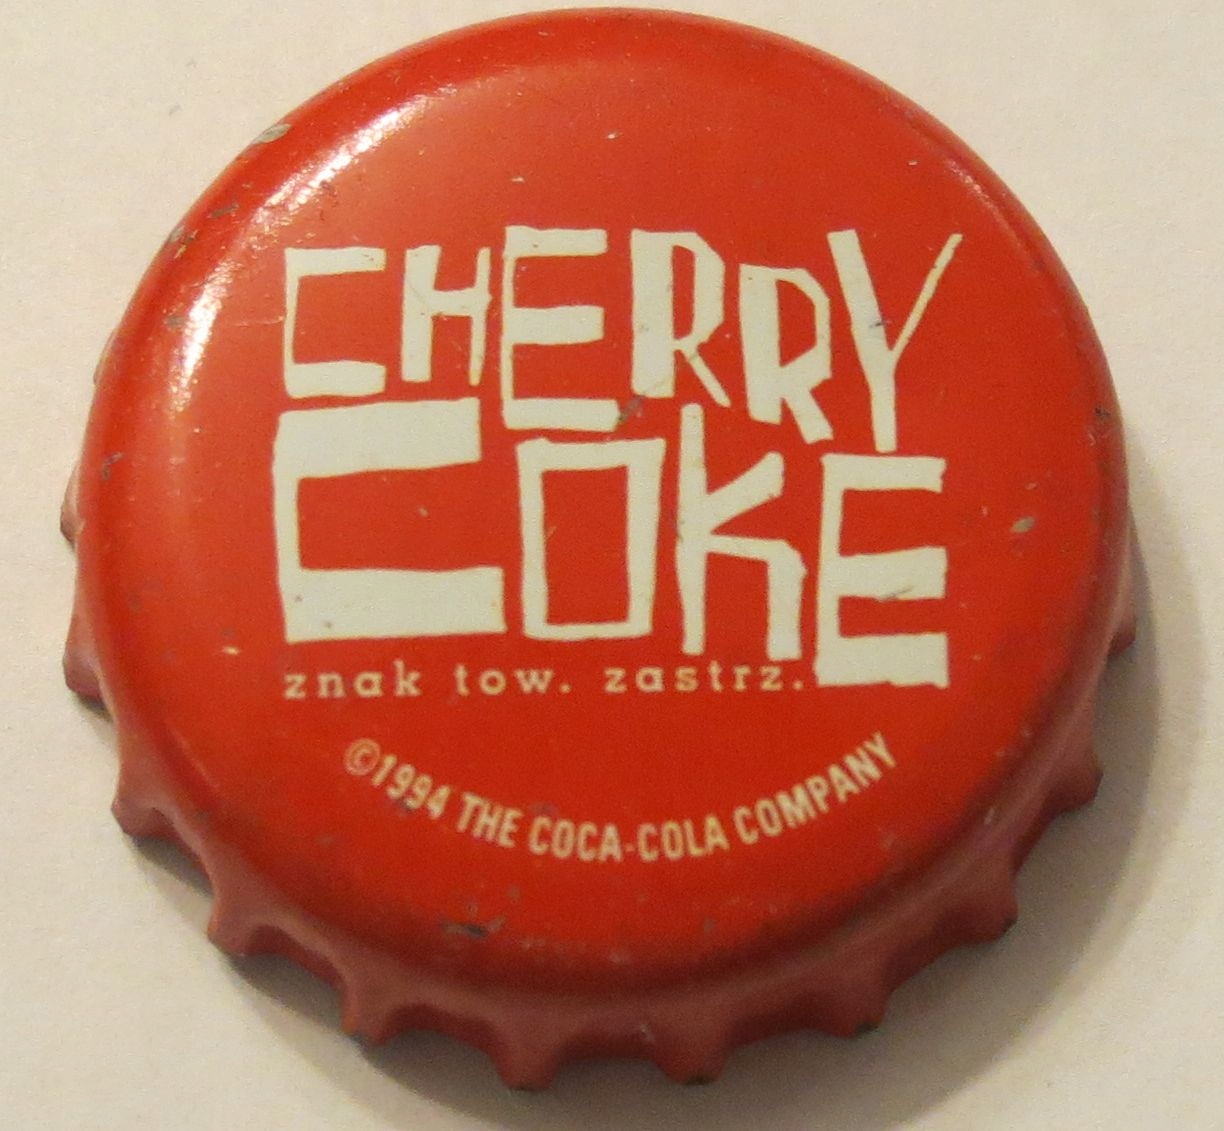 CHERRY
COKE
znak tow. zastrz.
©1994 THE COCA-COLA COMPANY